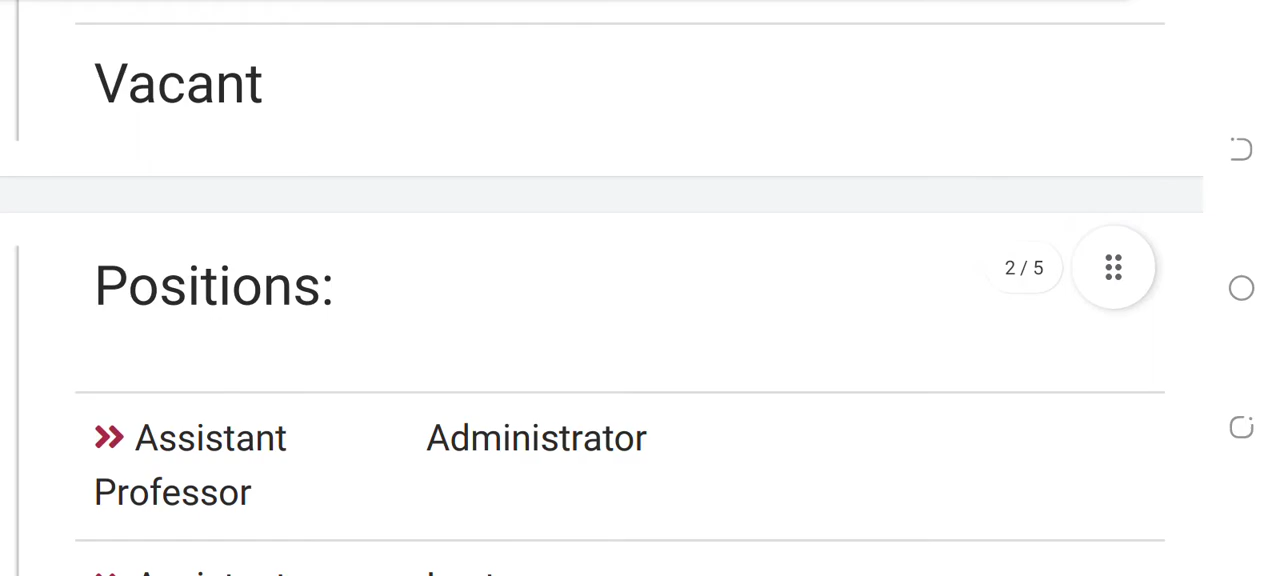 Vacant
Positions:
2 / 5
Assistant Administrator
Professor